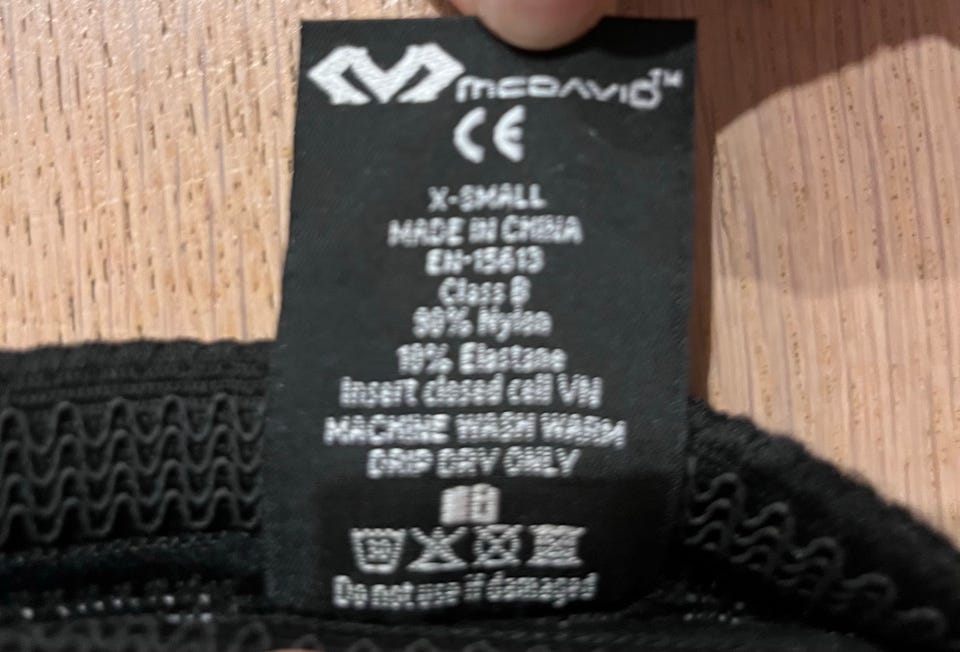 McDAVID™
CE
X-SMALL
MADE IN CHINA
EN-15613
Class B
90% Nylon
10% Elastane
Insert closed cell VN
MACHINE WASH WARM
DRIP DRY ONLY
Do not use if damaged